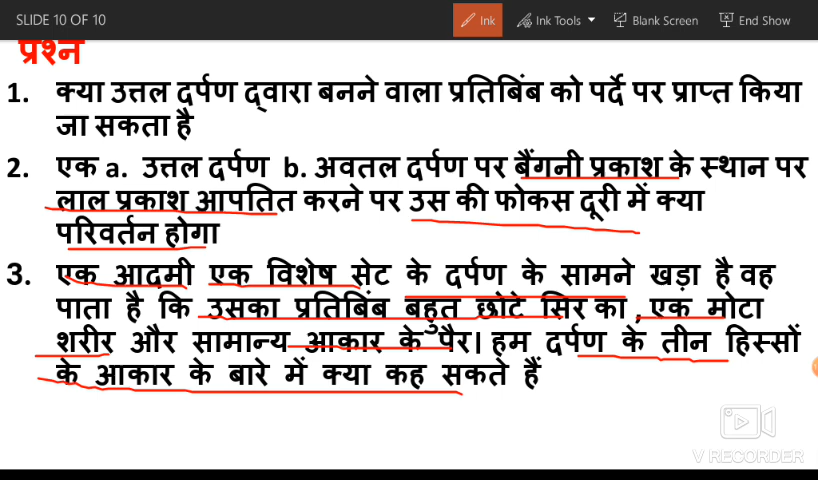 SLIDE 10 OF 10
Ink
Ink Tools
Blank Screen
End Show
प्रश्न
1. क्या उत्तल दर्पण द्वारा बनने वाला प्रतिबिंब को पर्दे पर प्राप्त किया
जा सकता है
2. एक a. उत्तल दर्पण b. अवतल दर्पण पर बैंगनी प्रकाश के स्थान पर
लाल प्रकाश आपतित करने पर उस की फोकस दूरी में क्या
परिवर्तन होगा
3. एक आदमी एक विशेष सेट के दर्पण के सामने खड़ा है वह
पाता है कि उसका प्रतिबिंब बहुत छोटे सिर का , एक मोटा
शरीर और सामान्य आकार के पैर। हम दर्पण के तीन हिस्सों
के आकार के बारे में क्या कह सकते हैं
V RECORDER